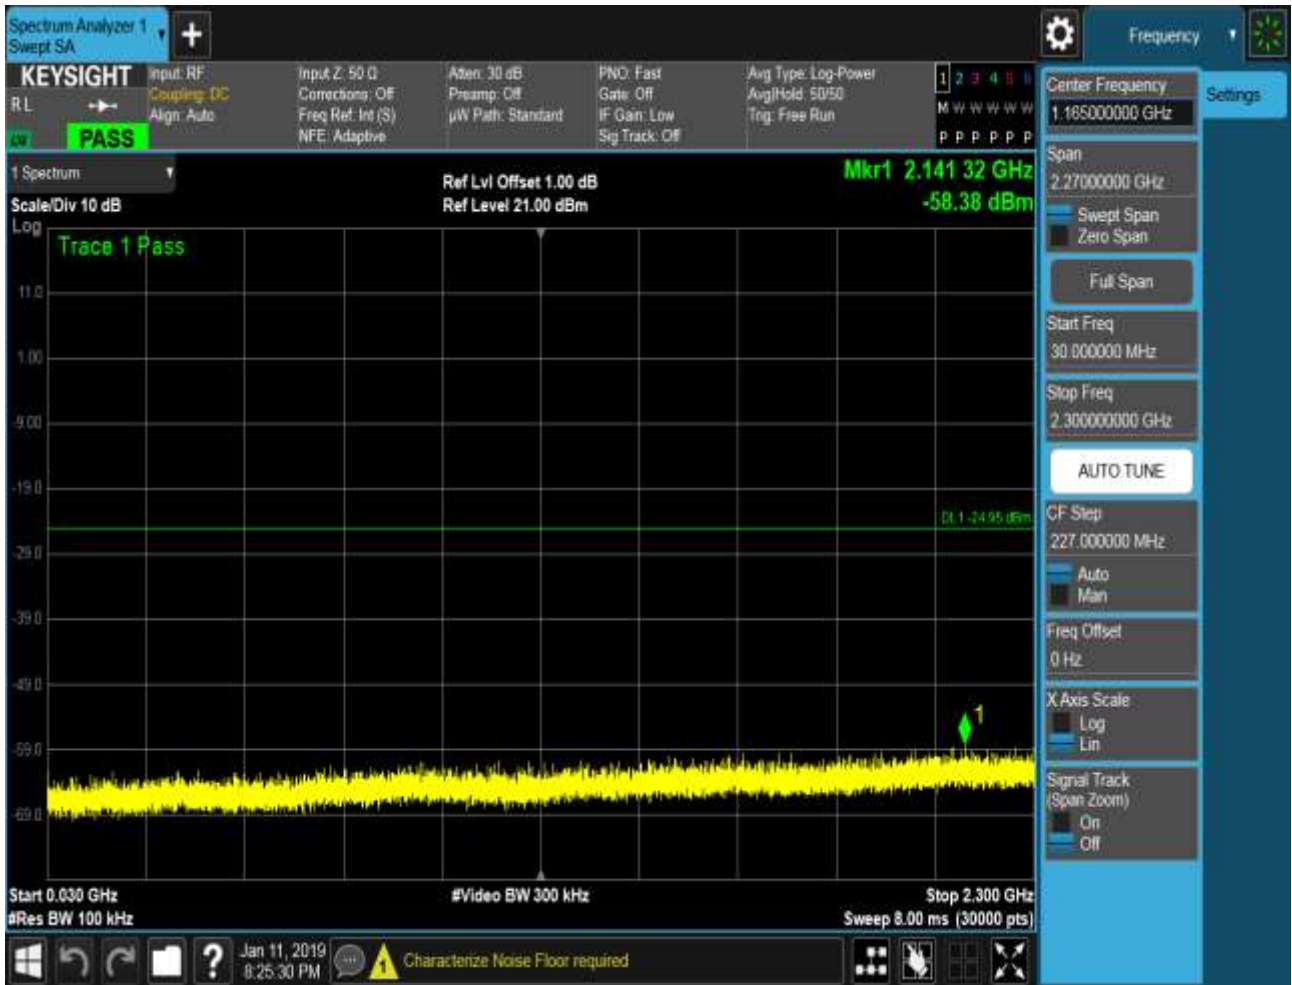 Spectrum Analyzer 1
Swept SA
Frequency
KEYSIGHT
R L
PASS
Input: RF
Coupling: DC
Align: Auto
Input Z: 50 Ω
Corrections: Off
Freq Ref: Int (S)
NFE: Adaptive
Atten: 30 dB
Preamp: Off
µW Path: Standard
PNO: Fast
Gate: Off
IF Gain: Low
Sig Track: Off
Avg Type: Log-Power
Avg|Hold: 50/50
Trig: Free Run
1 2 3 4 5 6
M W W W W W
P P P P P P
1 Spectrum
Scale/Div 10 dB
Ref Lvl Offset 1.00 dB
Ref Level 21.00 dBm
Mkr1 2.141 32 GHz
-58.38 dBm
Log
Trace 1 Pass
11.0
1.00
-9.00
-19.0
DL1 -24.95 dBm
-29.0
-39.0
-49.0
1
-59.0
-69.0
Start 0.030 GHz
#Video BW 300 kHz
Stop 2.300 GHz
#Res BW 100 kHz
Sweep 8.00 ms (30000 pts)
Center Frequency
1.165000000 GHz
Settings
Span
2.27000000 GHz
Swept Span
Zero Span
Full Span
Start Freq
30.000000 MHz
Stop Freq
2.300000000 GHz
AUTO TUNE
CF Step
227.000000 MHz
Auto
Man
Freq Offset
0 Hz
X Axis Scale
Log
Lin
Signal Track
(Span Zoom)
On
Off
?
Jan 11, 2019
8:25:30 PM
1
Characterize Noise Floor required